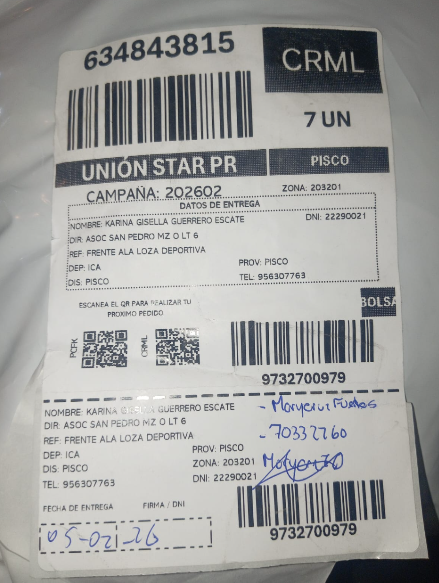 634843815
CRML
7 UN
UNIÓN STAR PR
PISCO
CAMPAÑA: 202602
ZONA: 203201
DATOS DE ENTREGA
NOMBRE: KARINA GISELLA GUERRERO ESCATE DNI: 22290021
DIR: ASOC SAN PEDRO MZ O LT 6
REF: FRENTE ALA LOZA DEPORTIVA
DEP: ICA PROV: PISCO
DIS: PISCO TEL: 956307763
ESCANEA EL QR PARA REALIZAR TU
PROXIMO PEDIDO
BOLSA
PCFK
CRML
9732700979
NOMBRE: KARINA GISELLA GUERRERO ESCATE
DIR: ASOC SAN PEDRO MZ O LT 6
REF: FRENTE ALA LOZA DEPORTIVA
DEP: ICA PROV: PISCO
DIS: PISCO ZONA: 203201
TEL: 956307763 DNI: 22290021
- 70332260
FECHA DE ENTREGA FIRMA / DNI
9732700979